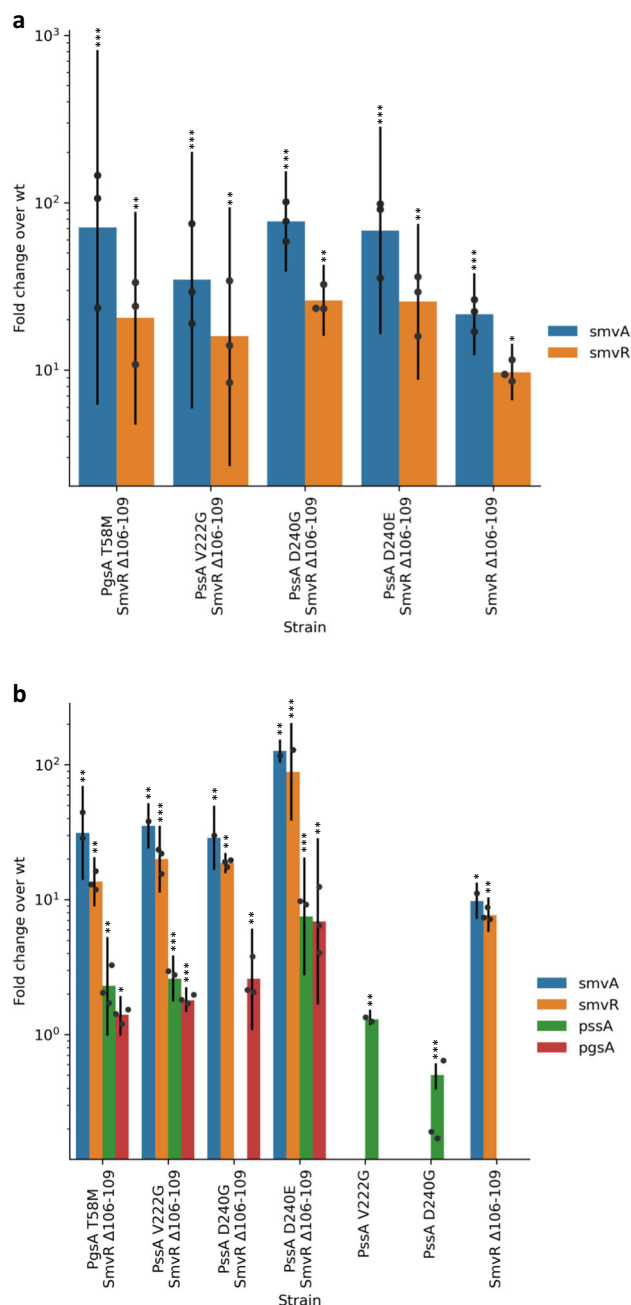 a
10³
10²
10¹
Fold change over wt
***
**
***
**
***
**
***
**
***
*
smvA
smvR
PgsA T58M
SmvR Δ106-109
PssA V222G
SmvR Δ106-109
PssA D240G
SmvR Δ106-109
PssA D240E
SmvR Δ106-109
SmvR Δ106-109
Strain
b
10²
10¹
10⁰
Fold change over wt
**
**
**
*
**
***
***
***
**
**
**
**
***
***
**
**
***
*
**
smvA
smvR
pssA
pgsA
PgsA T58M
SmvR Δ106-109
PssA V222G
SmvR Δ106-109
PssA D240G
SmvR Δ106-109
PssA D240E
SmvR Δ106-109
PssA V222G
PssA D240G
SmvR Δ106-109
Strain